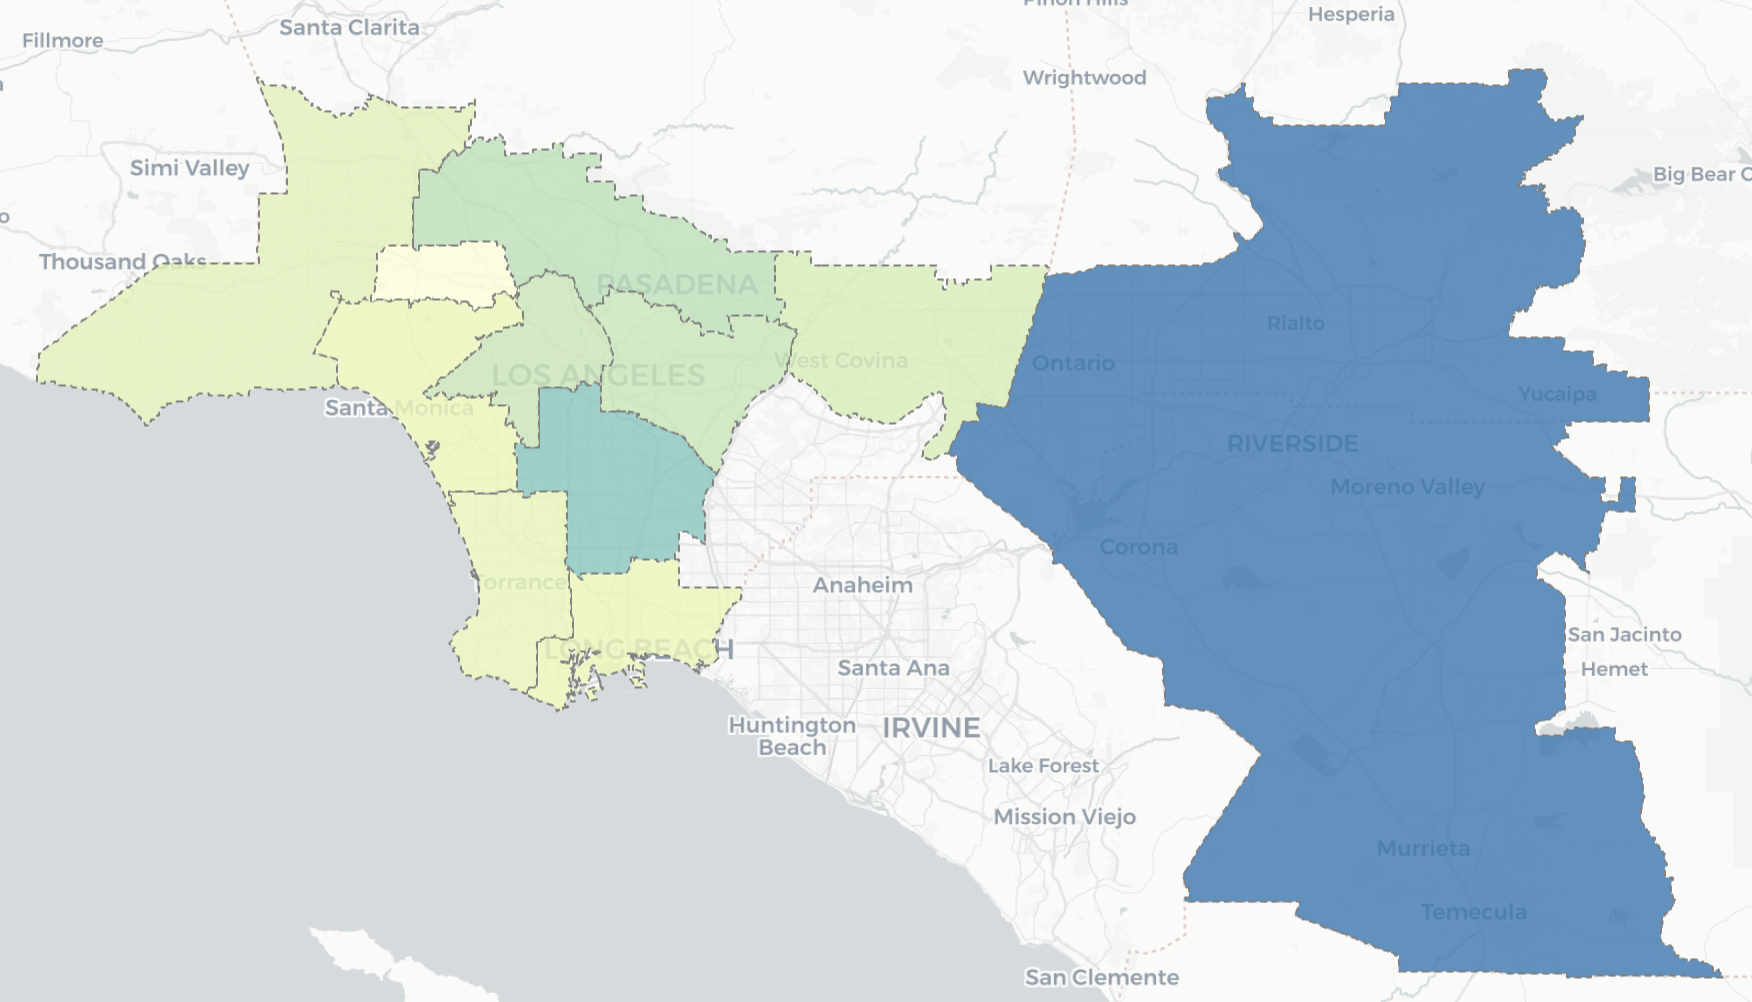 Pinon Hills
Hesperia
Santa Clarita
Fillmore
Wrightwood
Simi Valley
Big Bear C
Thousand Oaks
PASADENA
Rialto
West Covina
Ontario
LOS ANGELES
Yucaipa
Santa Monica
RIVERSIDE
Moreno Valley
Corona
Torrance
Anaheim
San Jacinto
LONG BEACH
Santa Ana
Hemet
Huntington
Beach
IRVINE
Lake Forest
Mission Viejo
Murrieta
Temecula
San Clemente